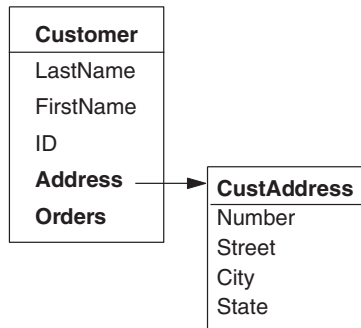 Customer
LastName
FirstName
ID
Address
Orders
CustAddress
Number
Street
City
State